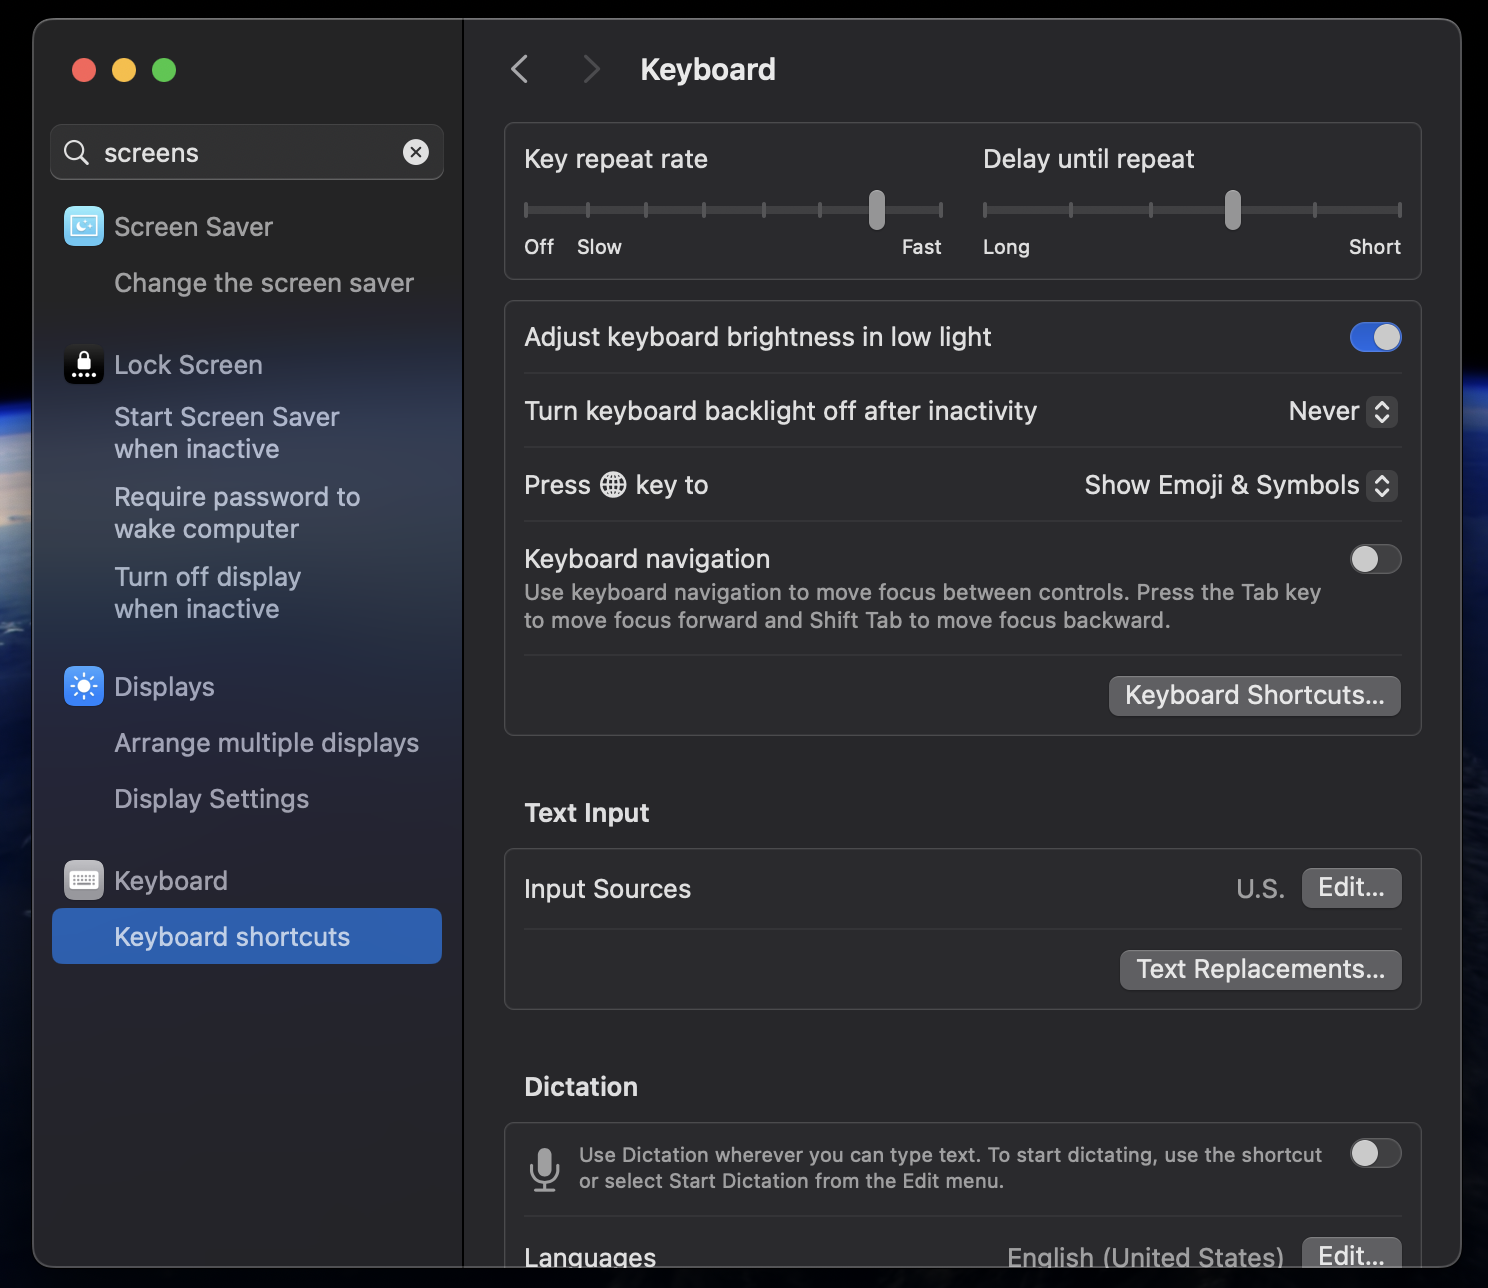 screens
Screen Saver
Change the screen saver
Lock Screen
Start Screen Saver
when inactive
Require password to
wake computer
Turn off display
when inactive
Displays
Arrange multiple displays
Display Settings
Keyboard
Keyboard shortcuts
Keyboard
Key repeat rate
Off Slow Fast
Delay until repeat
Long Short
Adjust keyboard brightness in low light
Turn keyboard backlight off after inactivity Never
Press key to Show Emoji & Symbols
Keyboard navigation
Use keyboard navigation to move focus between controls. Press the Tab key
to move focus forward and Shift Tab to move focus backward.
Keyboard Shortcuts...
Text Input
Input Sources U.S. Edit...
Text Replacements...
Dictation
Use Dictation wherever you can type text. To start dictating, use the shortcut
or select Start Dictation from the Edit menu.
Languages English (United States) Edit...